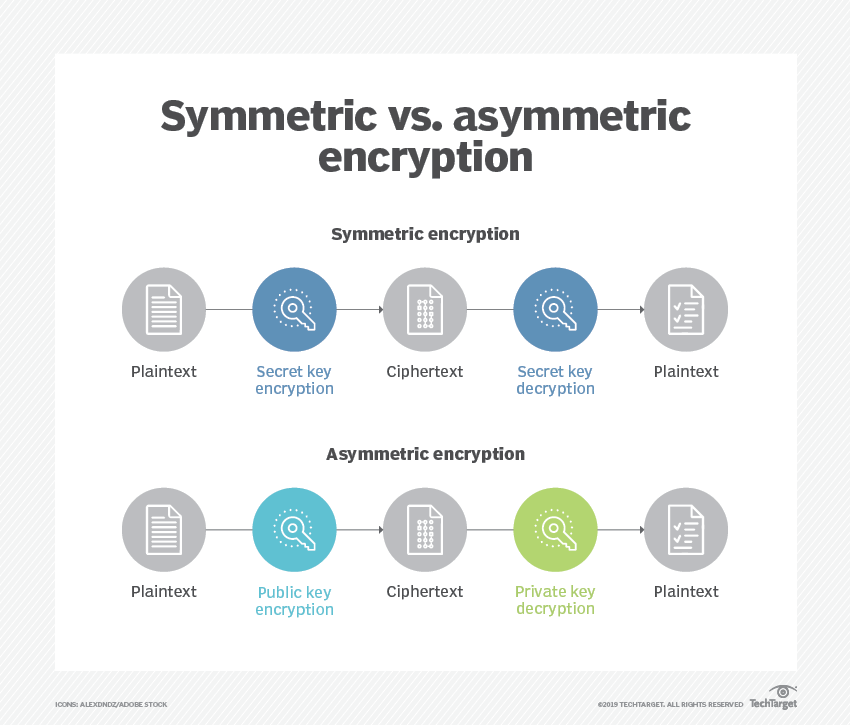 Symmetric vs. asymmetric
encryption
Symmetric encryption
Plaintext
Secret key
encryption
Ciphertext
Secret key
decryption
Plaintext
Asymmetric encryption
Plaintext
Public key
encryption
Ciphertext
Private key
decryption
Plaintext
ICONS: ALEXDNDZ/ADOBE STOCK
©2019 TECHTARGET. ALL RIGHTS RESERVED
TechTarget